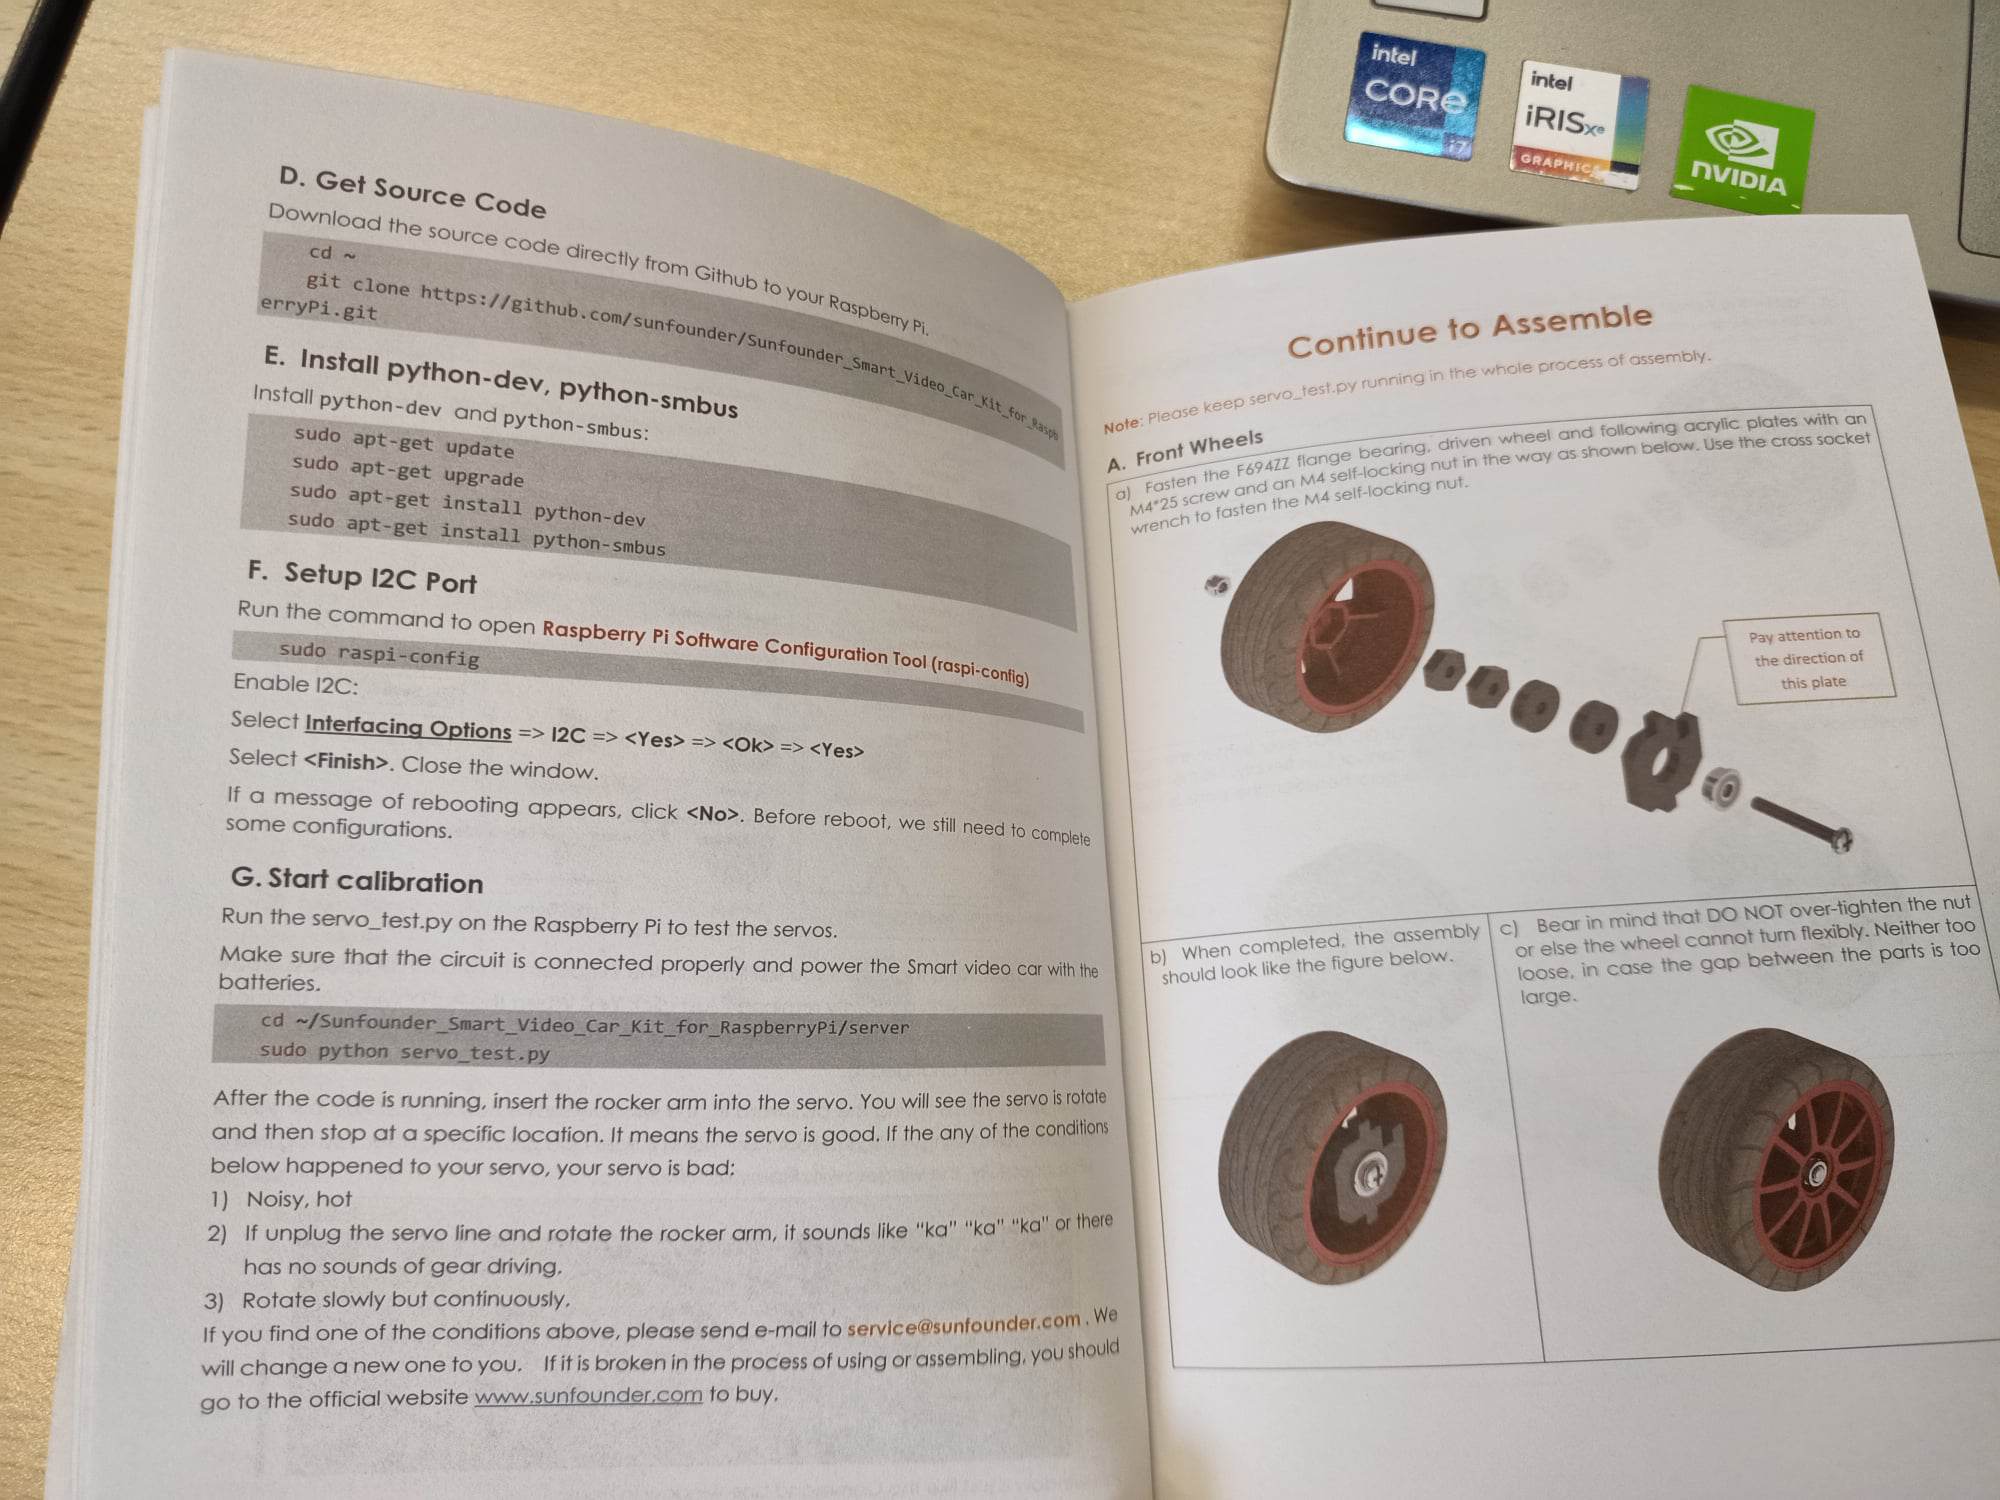 D. Get Source Code
Download the source code directly from Github to your Raspberry Pi.
cd ~
git clone https://github.com/sunfounder/Sunfounder_Smart_Video_Car_Kit_for_Raspb
erryPi.git
E. Install python-dev, python-smbus
Install python-dev and python-smbus:
sudo apt-get update
sudo apt-get upgrade
sudo apt-get install python-dev
sudo apt-get install python-smbus
F. Setup I2C Port
Run the command to open Raspberry Pi Software Configuration Tool (raspi-config)
sudo raspi-config
Enable I2C:
Select Interfacing Options => I2C => <Yes> => <Ok> => <Yes>
Select <Finish>. Close the window.
If a message of rebooting appears, click <No>. Before reboot, we still need to complete
some configurations.
G. Start calibration
Run the servo_test.py on the Raspberry Pi to test the servos.
Make sure that the circuit is connected properly and power the Smart video car with the
batteries.
cd ~/Sunfounder_Smart_Video_Car_Kit_for_RaspberryPi/server
sudo python servo_test.py
After the code is running, insert the rocker arm into the servo. You will see the servo is rotate
and then stop at a specific location. It means the servo is good. If the any of the conditions
below happened to your servo, your servo is bad:
1) Noisy, hot
2) If unplug the servo line and rotate the rocker arm, it sounds like "ka" "ka" "ka" or there
has no sounds of gear driving.
3) Rotate slowly but continuously.
If you find one of the conditions above, please send e-mail to service@sunfounder.com . We
will change a new one to you. If it is broken in the process of using or assembling, you should
go to the official website www.sunfounder.com to buy.
intel
CORe
i7
intel
iRISxe
GRAPHICS
nVIDIA
Continue to Assemble
Note: Please keep servo_test.py running in the whole process of assembly.
A. Front Wheels
a) Fasten the F694ZZ flange bearing, driven wheel and following acrylic plates with an
M4*25 screw and an M4 self-locking nut in the way as shown below. Use the cross socket
wrench to fasten the M4 self-locking nut.
Pay attention to
the direction of
this plate
b) When completed, the assembly
should look like the figure below.
c) Bear in mind that DO NOT over-tighten the nut
or else the wheel cannot turn flexibly. Neither too
loose, in case the gap between the parts is too
large.